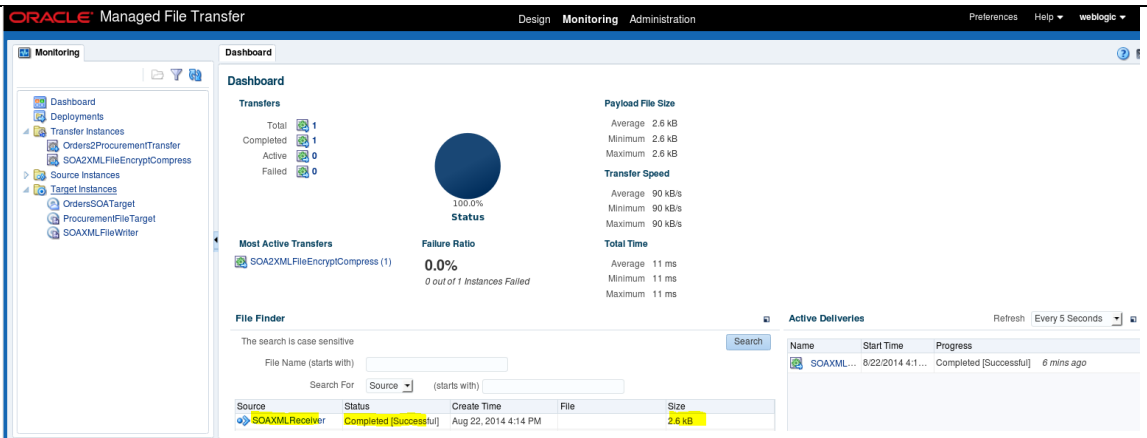 ORACLE Managed File Transfer
Design Monitoring Administration
Preferences Help weblogic
Monitoring
Dashboard
Deployments
Transfer Instances
Orders2ProcurementTransfer
SOA2XMLFileEncryptCompress
Source Instances
Target Instances
OrdersSOATarget
ProcurementFileTarget
SOAXMLFileWriter
Dashboard
Dashboard
Transfers
Total 1
Completed 1
Active 0
Failed 0
100.0%
Status
Payload File Size
Average 2.6 kB
Minimum 2.6 kB
Maximum 2.6 kB
Transfer Speed
Average 90 kB/s
Minimum 90 kB/s
Maximum 90 kB/s
Most Active Transfers
SOA2XMLFileEncryptCompress (1)
Failure Ratio
0.0%
0 out of 1 Instances Failed
Total Time
Average 11 ms
Minimum 11 ms
Maximum 11 ms
File Finder
The search is case sensitive
Search
File Name (starts with)
Search For Source (starts with)
Source Status Create Time File Size
SOAXMLReceiver Completed [Successful] Aug 22, 2014 4:14 PM 2.6 kB
Active Deliveries Refresh Every 5 Seconds
Name Start Time Progress
SOAXML... 8/22/2014 4:1... Completed [Successful] 6 mins ago